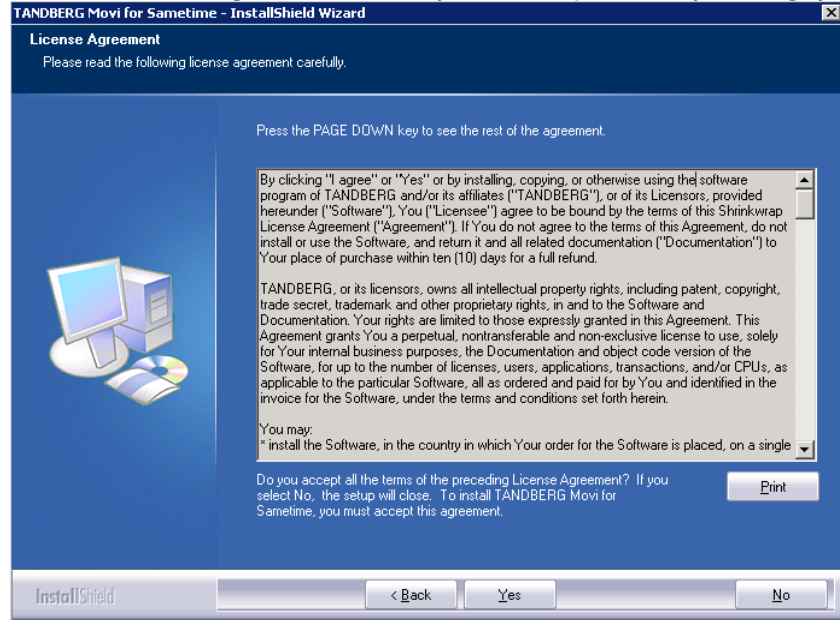 TANDBERG Movi for Sametime - InstallShield Wizard
License Agreement
Please read the following license agreement carefully.
Press the PAGE DOWN key to see the rest of the agreement.
By clicking "I agree" or "Yes" or by installing, copying, or otherwise using the software
program of TANDBERG and/or its affiliates ("TANDBERG"), or of its Licensors, provided
hereunder ("Software"), You ("Licensee") agree to be bound by the terms of this Shrinkwrap
License Agreement ("Agreement"). If You do not agree to the terms of this Agreement, do not
install or use the Software, and return it and all related documentation ("Documentation") to
Your place of purchase within ten (10) days for a full refund.
TANDBERG, or its licensors, owns all intellectual property rights, including patent, copyright,
trade secret, trademark and other proprietary rights, in and to the Software and
Documentation. Your rights are limited to those expressly granted in this Agreement. This
Agreement grants You a perpetual, nontransferable and non-exclusive license to use, solely
for Your internal business purposes, the Documentation and object code version of the
Software, for up to the number of licenses, users, applications, transactions, and/or CPUs, as
applicable to the particular Software, all as ordered and paid for by You and identified in the
invoice for the Software, under the terms and conditions set forth herein.
You may:
* install the Software, in the country in which Your order for the Software is placed, on a single
Do you accept all the terms of the preceding License Agreement? If you
select No, the setup will close. To install TANDBERG Movi for
Sametime, you must accept this agreement.
Print
InstallShield
< Back
Yes
No